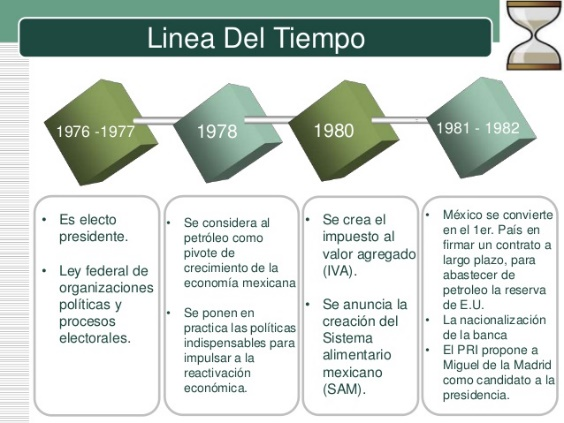 Linea Del Tiempo
1976 -1977
1978
1980
1981 - 1982
• Es electo
presidente.
• Ley federal de
organizaciones
políticas y
procesos
electorales.
• Se considera al
petróleo como
pivote de
crecimiento de la
economía mexicana
• Se ponen en
practica las políticas
indispensables para
impulsar a la
reactivación
económica.
• Se crea el
impuesto al
valor agregado
(IVA).
• Se anuncia la
creación del
Sistema
alimentario
mexicano
(SAM).
• México se convierte
en el 1er. País en
firmar un contrato a
largo plazo, para
abastecer de
petroleo la reserva
de E.U.
• La nacionalización
de la banca
• El PRI propone a
Miguel de la Madrid
como candidato a la
presidencia.